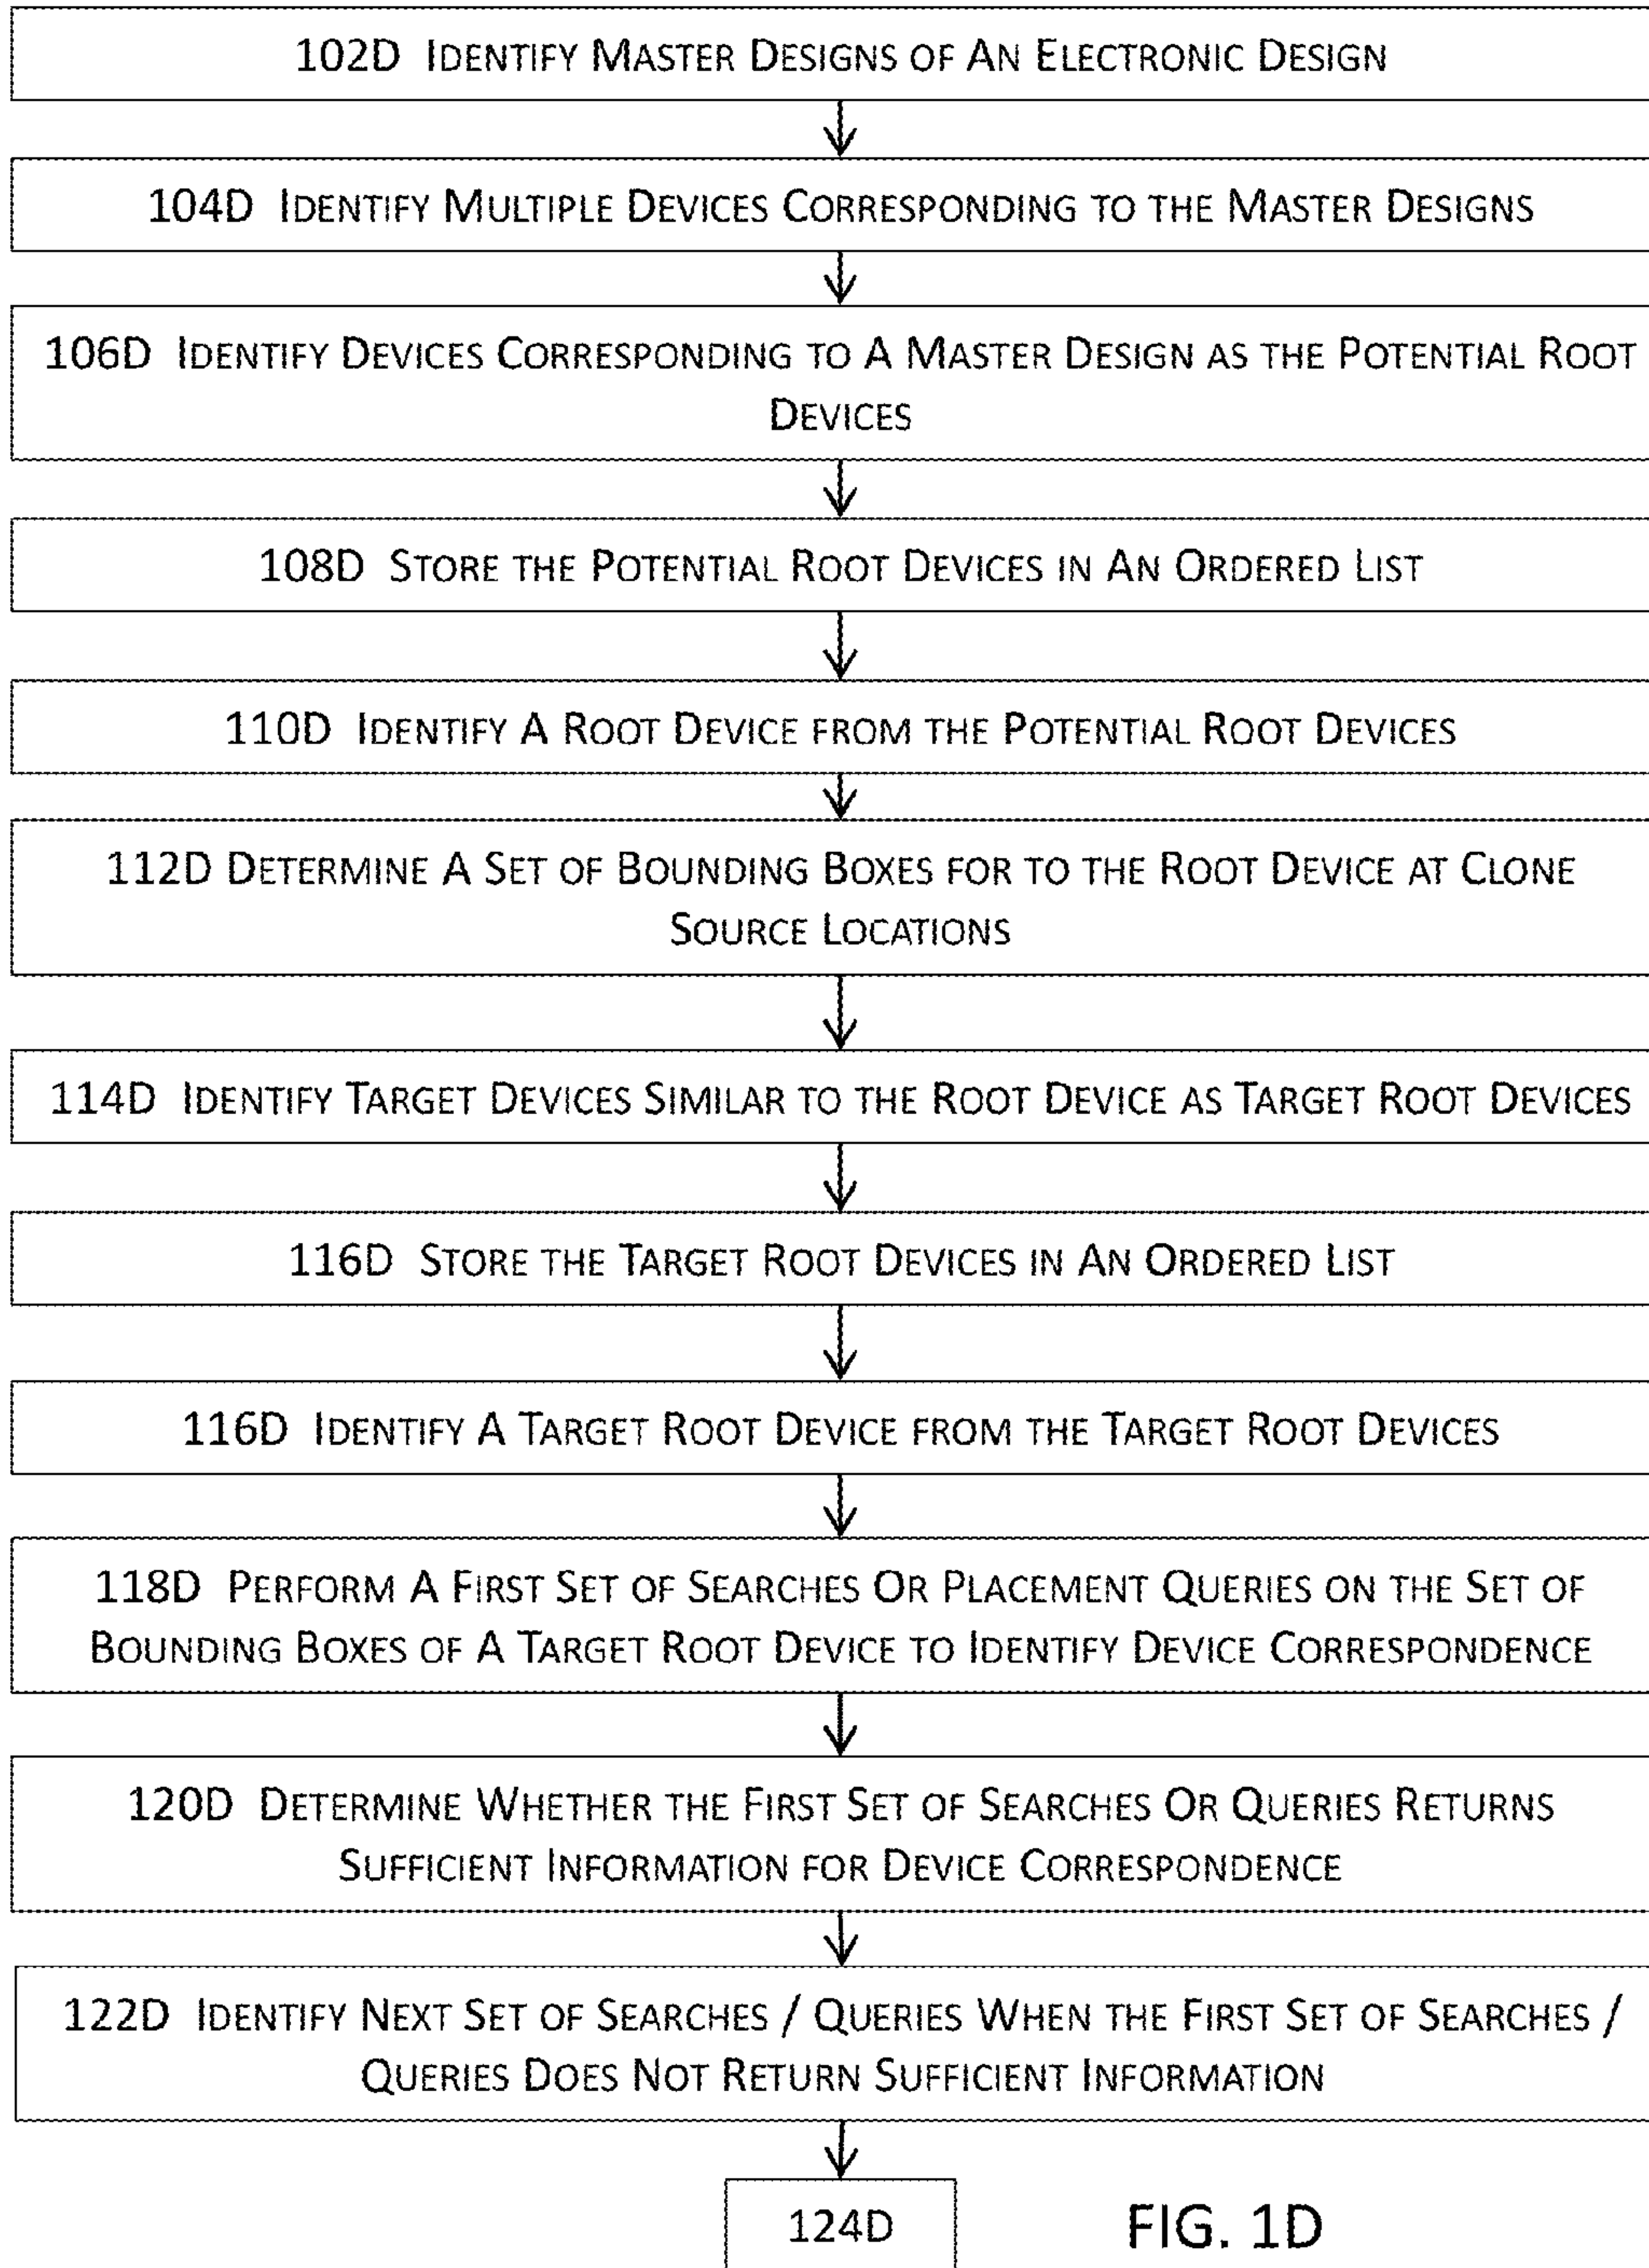 102D IDENTIFY MASTER DESIGNS OF AN ELECTRONIC DESIGN
104D IDENTIFY MULTIPLE DEVICES CORRESPONDING TO THE MASTER DESIGNS
106D IDENTIFY DEVICES CORRESPONDING TO A MASTER DESIGN AS THE POTENTIAL ROOT
DEVICES
108D STORE THE POTENTIAL ROOT DEVICES IN AN ORDERED LIST
110D IDENTIFY A ROOT DEVICE FROM THE POTENTIAL ROOT DEVICES
112D DETERMINE A SET OF BOUNDING BOXES FOR TO THE ROOT DEVICE AT CLONE
SOURCE LOCATIONS
114D IDENTIFY TARGET DEVICES SIMILAR TO THE ROOT DEVICE AS TARGET ROOT DEVICES
116D STORE THE TARGET ROOT DEVICES IN AN ORDERED LIST
116D IDENTIFY A TARGET ROOT DEVICE FROM THE TARGET ROOT DEVICES
118D PERFORM A FIRST SET OF SEARCHES OR PLACEMENT QUERIES ON THE SET OF
BOUNDING BOXES OF A TARGET ROOT DEVICE TO IDENTIFY DEVICE CORRESPONDENCE
120D DETERMINE WHETHER THE FIRST SET OF SEARCHES OR QUERIES RETURNS
SUFFICIENT INFORMATION FOR DEVICE CORRESPONDENCE
122D IDENTIFY NEXT SET OF SEARCHES / QUERIES WHEN THE FIRST SET OF SEARCHES /
QUERIES DOES NOT RETURN SUFFICIENT INFORMATION
124D
FIG. 1D